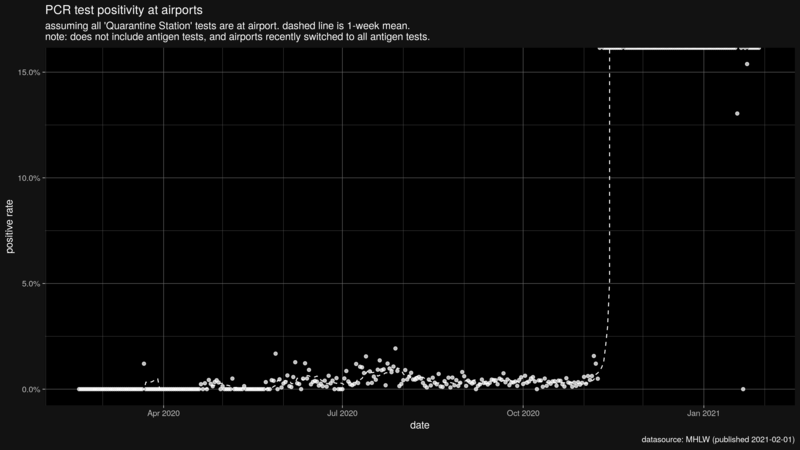 PCR test positivity at airports
assuming all 'Quarantine Station' tests are at airport. dashed line is 1-week mean.
note: does not include antigen tests, and airports recently switched to all antigen tests.
15.0%
10.0%
5.0%
0.0%
positive rate
Apr 2020
Jul 2020
Oct 2020
Jan 2021
date
datasource: MHLW (published 2021-02-01)